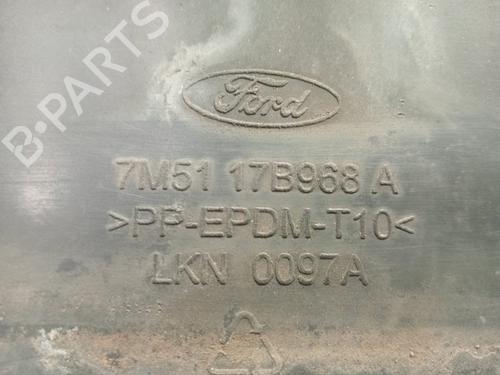 B-PARTS
Ford
7M51 17B968 A
>PP-EPDM-T10<
LKN 0097A